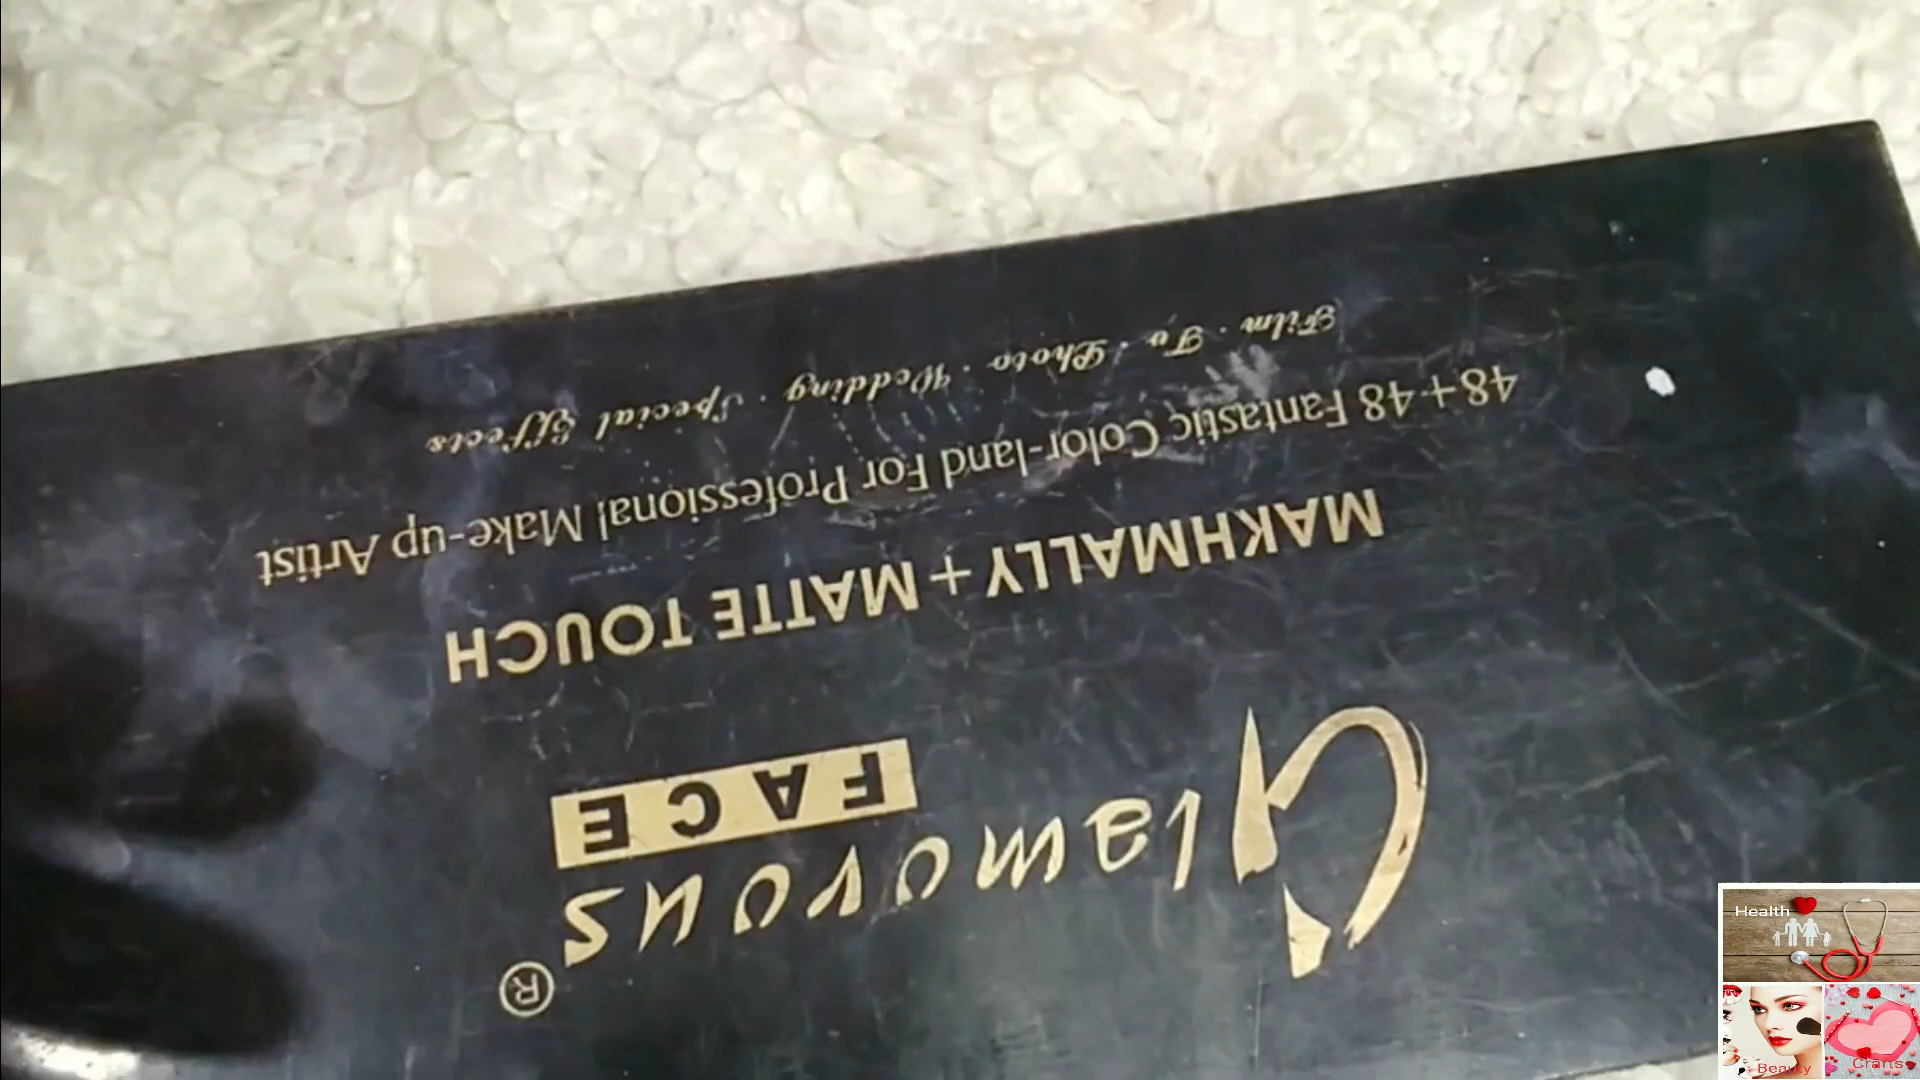 Glamorous®
FACE
MAKHMALLY + MATTE TOUCH
48+48 Fantastic Color-land For Professional Make-up Artist
Film · Tv · Photo · Wedding · Special Effects
Health
Beauty
Crafts